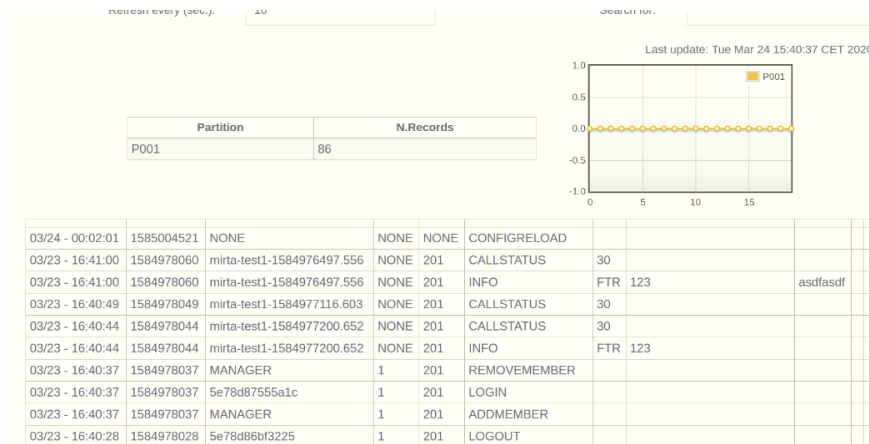 Refresh every (sec.): 10 Search for:
Last update: Tue Mar 24 15:40:37 CET 2020
1.0
P001
0.5
0.0
-0.5
-1.0
0 5 10 15
Partition N.Records
P001 86
03/24 - 00:02:01 1585004521 NONE NONE NONE CONFIGRELOAD
03/23 - 16:41:00 1584978060 mirta-test1-1584976497.556 NONE 201 CALLSTATUS 30
03/23 - 16:41:00 1584978060 mirta-test1-1584976497.556 NONE 201 INFO FTR 123 asdfasdf
03/23 - 16:40:49 1584978049 mirta-test1-1584977116.603 NONE 201 CALLSTATUS 30
03/23 - 16:40:44 1584978044 mirta-test1-1584977200.652 NONE 201 CALLSTATUS 30
03/23 - 16:40:44 1584978044 mirta-test1-1584977200.652 NONE 201 INFO FTR 123
03/23 - 16:40:37 1584978037 MANAGER 1 201 REMOVEMEMBER
03/23 - 16:40:37 1584978037 5e78d87555a1c 1 201 LOGIN
03/23 - 16:40:37 1584978037 MANAGER 1 201 ADDMEMBER
03/23 - 16:40:28 1584978028 5e78d86bf3225 1 201 LOGOUT